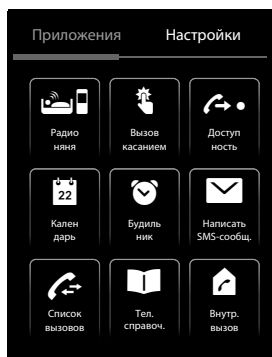 Приложения Настройки
Радио Вызов Доступ
няня касанием ность
22
Кален Будиль Написать
дарь ник SMS-сообщ.
Список Тел. Внутр.
вызовов справоч. вызов